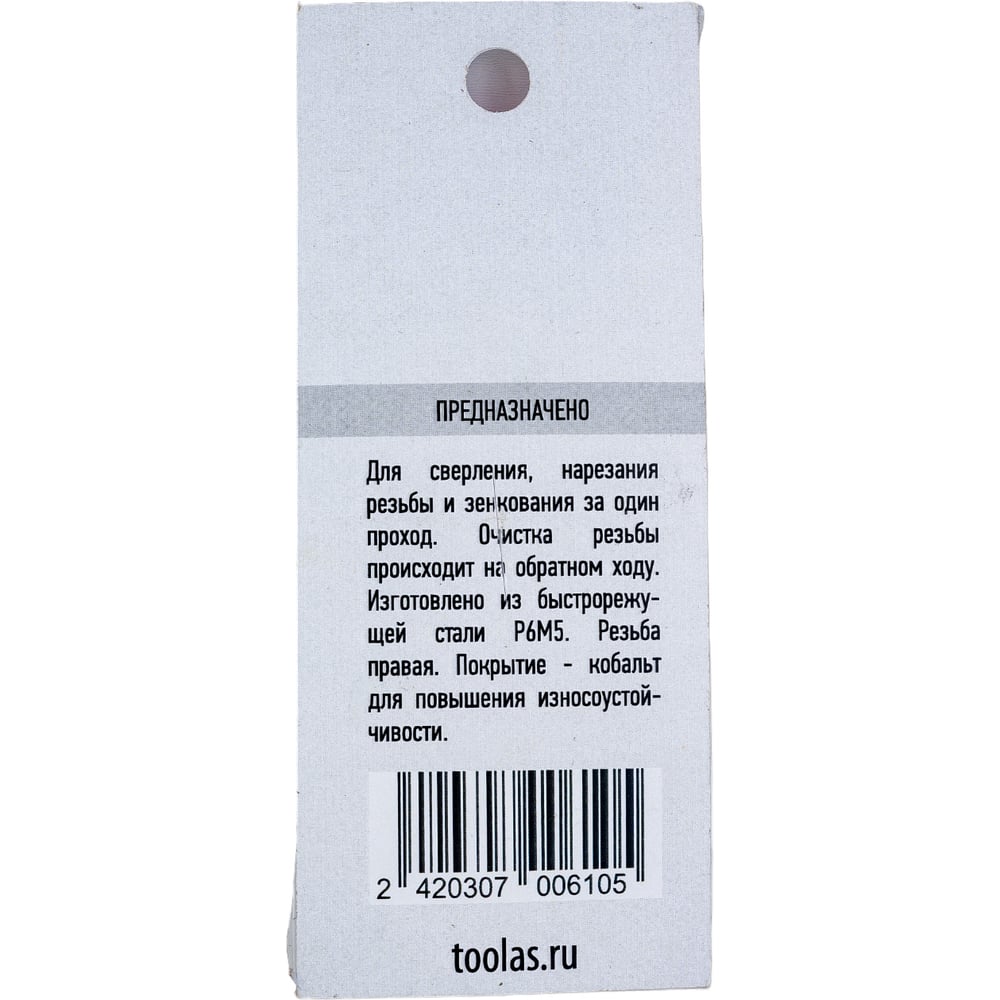 ПРЕДНАЗНАЧЕНО
Для сверления, нарезания
резьбы и зенкования за один
проход. Очистка резьбы
происходит на обратном ходу.
Изготовлено из быстрорежу-
щей стали Р6М5. Резьба
правая. Покрытие - кобальт
для повышения износоустой-
чивости.
2 420307 006105
toolas.ru